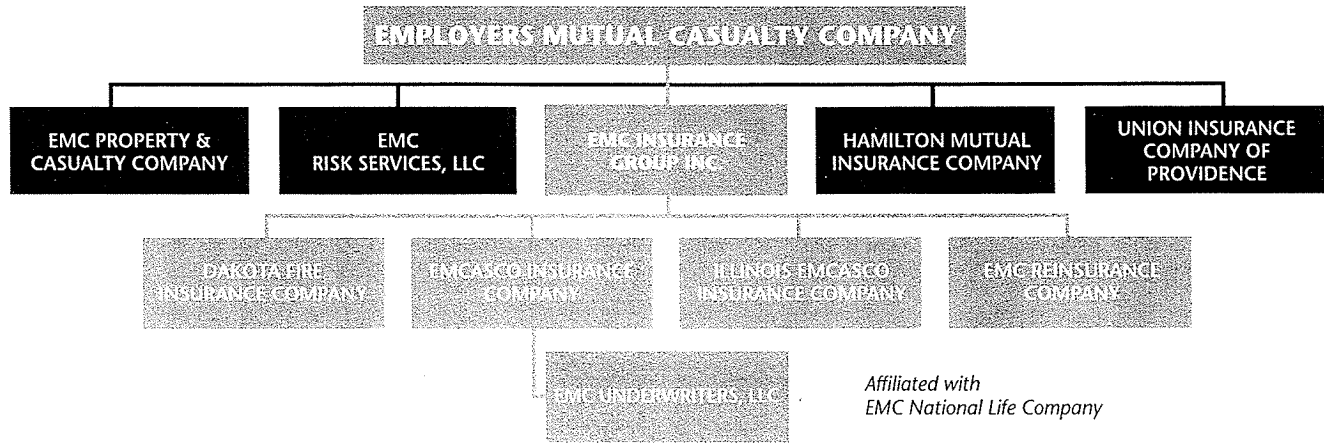 EMPLOYERS MUTUAL CASUALTY COMPANY
EMC PROPERTY &
CASUALTY COMPANY
EMC
RISK SERVICES, LLC
EMC INSURANCE
GROUP INC.
HAMILTON MUTUAL
INSURANCE COMPANY
UNION INSURANCE
COMPANY OF
PROVIDENCE
DAKOTA FIRE
INSURANCE COMPANY
EMCASCO INSURANCE
COMPANY
ILLINOIS EMCASCO
INSURANCE COMPANY
EMC REINSURANCE
COMPANY
EMC UNDERWRITERS, LLC
Affiliated with
EMC National Life Company